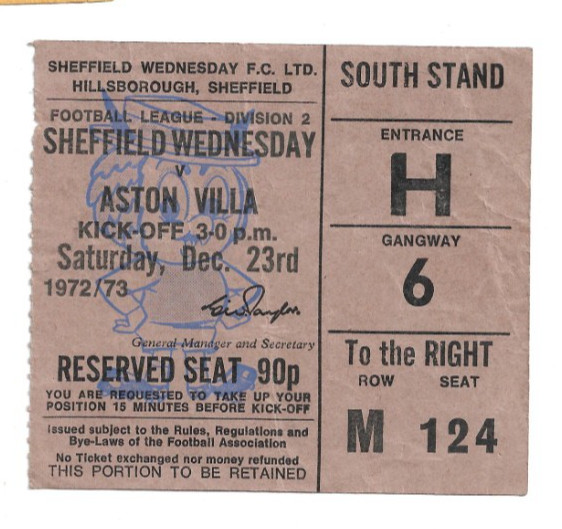 SHEFFIELD WEDNESDAY F.C. LTD.
HILLSBOROUGH, SHEFFIELD
FOOTBALL LEAGUE - DIVISION 2
SHEFFIELD WEDNESDAY
v
ASTON VILLA
KICK-OFF 3-0 p.m.
Saturday, Dec. 23rd
1972/73
General Manager and Secretary
RESERVED SEAT 90p
YOU ARE REQUESTED TO TAKE UP YOUR
POSITION 15 MINUTES BEFORE KICK-OFF
Issued subject to the Rules, Regulations and
Bye-Laws of the Football Association
No Ticket exchanged nor money refunded
THIS PORTION TO BE RETAINED
SOUTH STAND
ENTRANCE
H
GANGWAY
6
To the RIGHT
ROW SEAT
M 124